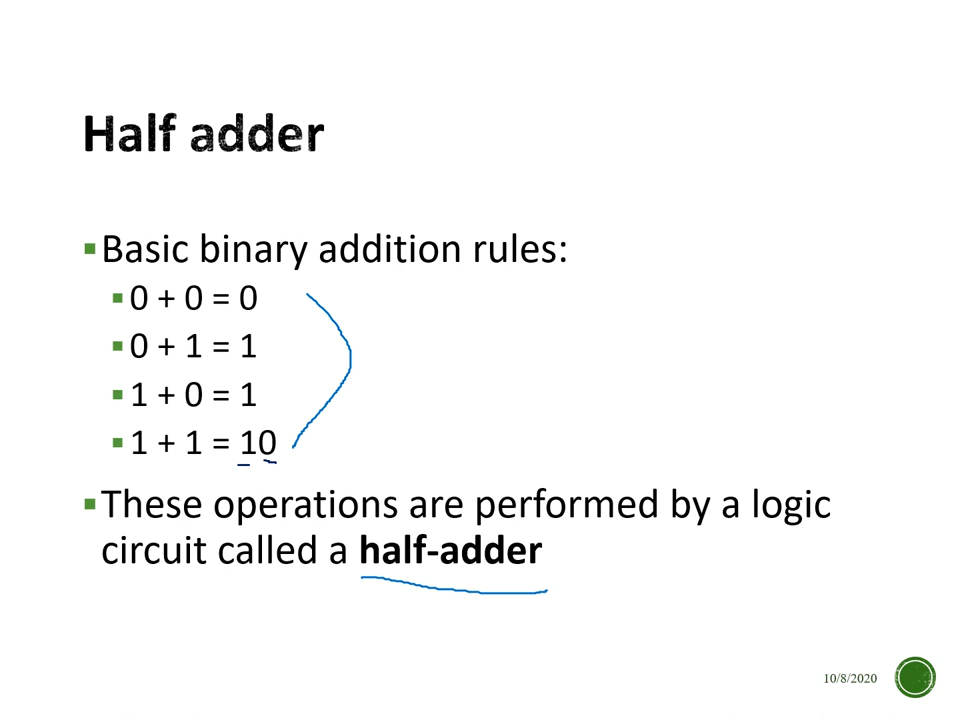 Half adder
Basic binary addition rules:
0 + 0 = 0
0 + 1 = 1
1 + 0 = 1
1 + 1 = 10
These operations are performed by a logic
circuit called a half-adder
10/8/2020